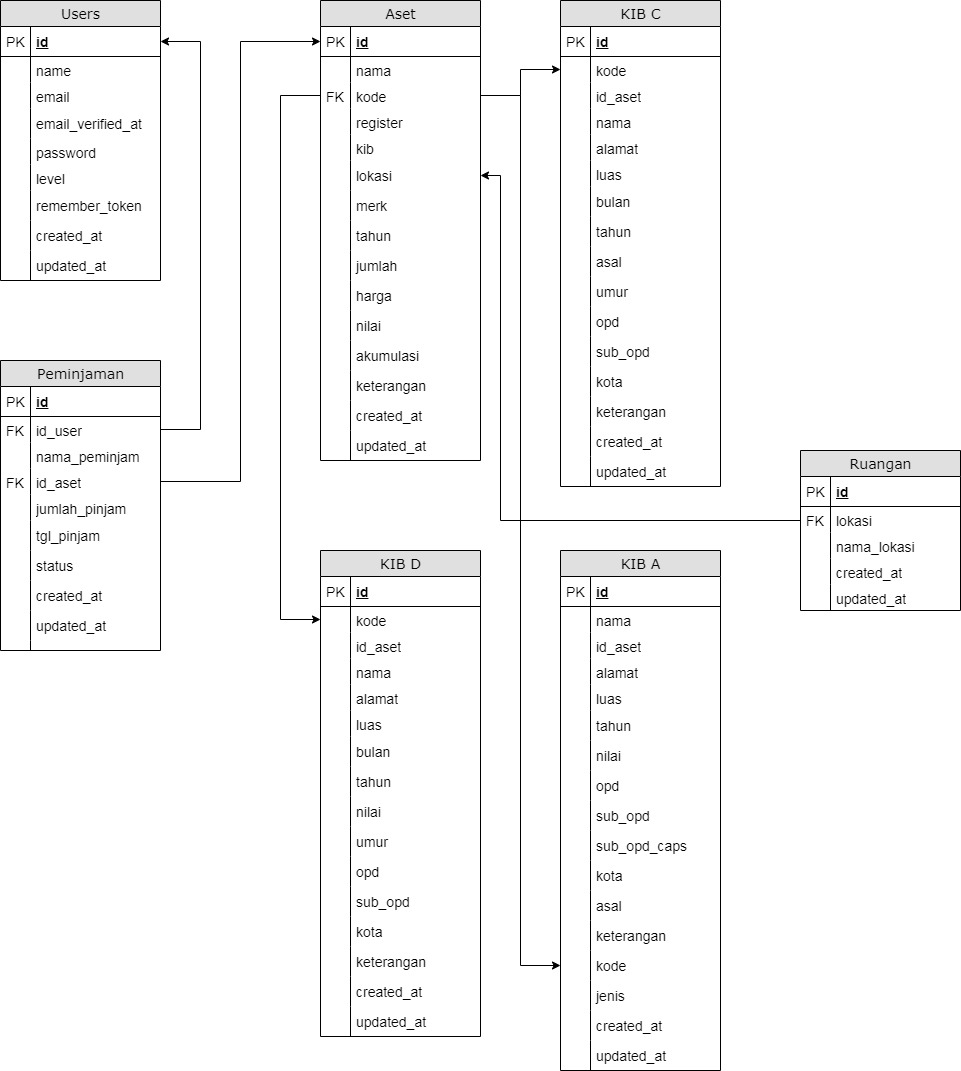 Users
PK id
name
email
email_verified_at
password
level
remember_token
created_at
updated_at
Peminjaman
PK id
FK id_user
nama_peminjam
FK id_aset
jumlah_pinjam
tgl_pinjam
status
created_at
updated_at
Aset
PK id
nama
FK kode
register
kib
lokasi
merk
tahun
jumlah
harga
nilai
akumulasi
keterangan
created_at
updated_at
KIB D
PK id
kode
id_aset
nama
alamat
luas
bulan
tahun
nilai
umur
opd
sub_opd
kota
keterangan
created_at
updated_at
KIB C
PK id
kode
id_aset
nama
alamat
luas
bulan
tahun
asal
umur
opd
sub_opd
kota
keterangan
created_at
updated_at
KIB A
PK id
nama
id_aset
alamat
luas
tahun
nilai
opd
sub_opd
sub_opd_caps
kota
asal
keterangan
kode
jenis
created_at
updated_at
Ruangan
PK id
FK lokasi
nama_lokasi
created_at
updated_at